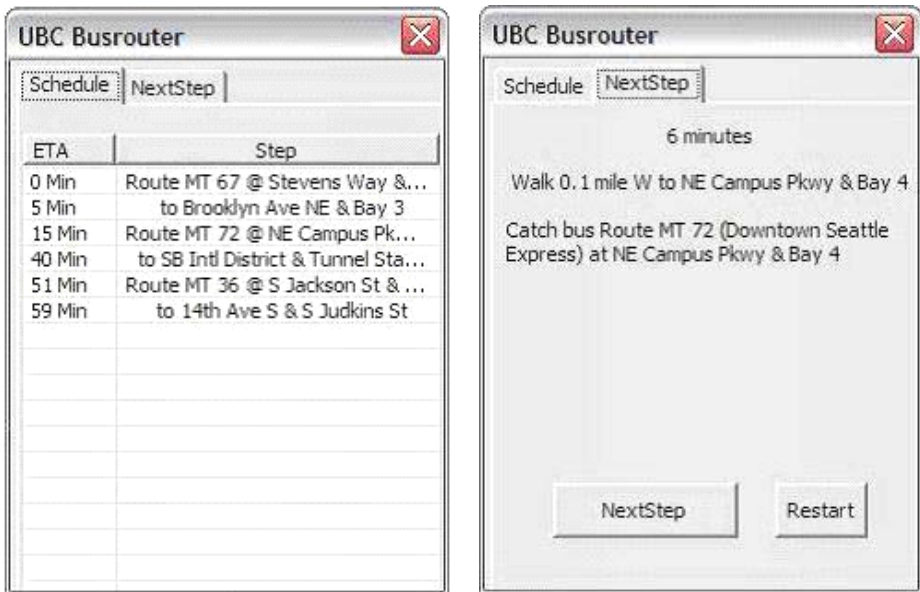 UBC Busrouter
Schedule NextStep
ETA Step
0 Min Route MT 67 @ Stevens Way &...
5 Min to Brooklyn Ave NE & Bay 3
15 Min Route MT 72 @ NE Campus Pk...
40 Min to SB Intl District & Tunnel Sta...
51 Min Route MT 36 @ S Jackson St & ...
59 Min to 14th Ave S & S Judkins St
UBC Busrouter
Schedule NextStep
6 minutes
Walk 0.1 mile W to NE Campus Pkwy & Bay 4
Catch bus Route MT 72 (Downtown Seattle
Express) at NE Campus Pkwy & Bay 4
NextStep Restart